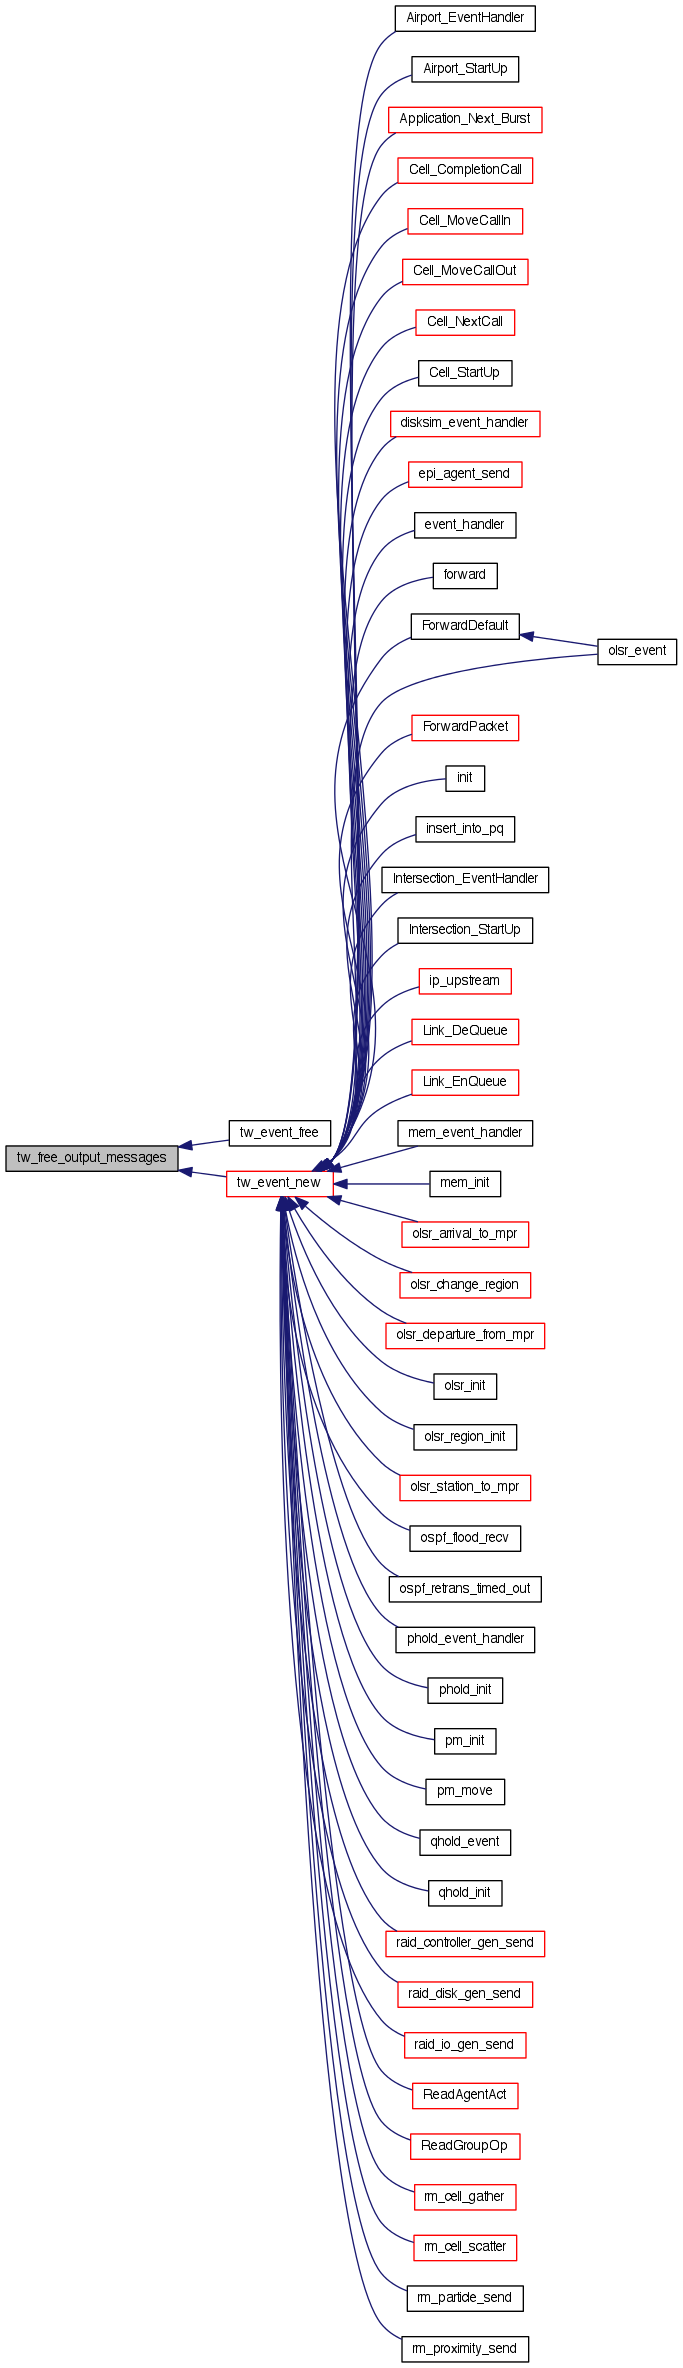 Airport_EventHandler
Airport_StartUp
Application_Next_Burst
Cell_CompletionCall
Cell_MoveCallIn
Cell_MoveCallOut
Cell_NextCall
Cell_StartUp
disksim_event_handler
epi_agent_send
event_handler
forward
ForwardDefault
olsr_event
ForwardPacket
init
insert_into_pq
Intersection_EventHandler
Intersection_StartUp
ip_upstream
Link_DeQueue
Link_EnQueue
tw_event_free
mem_event_handler
tw_free_output_messages
tw_event_new
mem_init
olsr_arrival_to_mpr
olsr_change_region
olsr_departure_from_mpr
olsr_init
olsr_region_init
olsr_station_to_mpr
ospf_flood_recv
ospf_retrans_timed_out
phold_event_handler
phold_init
pm_init
pm_move
qhold_event
qhold_init
raid_controller_gen_send
raid_disk_gen_send
raid_io_gen_send
ReadAgentAct
ReadGroupOp
rm_cell_gather
rm_cell_scatter
rm_particle_send
rm_proximity_send